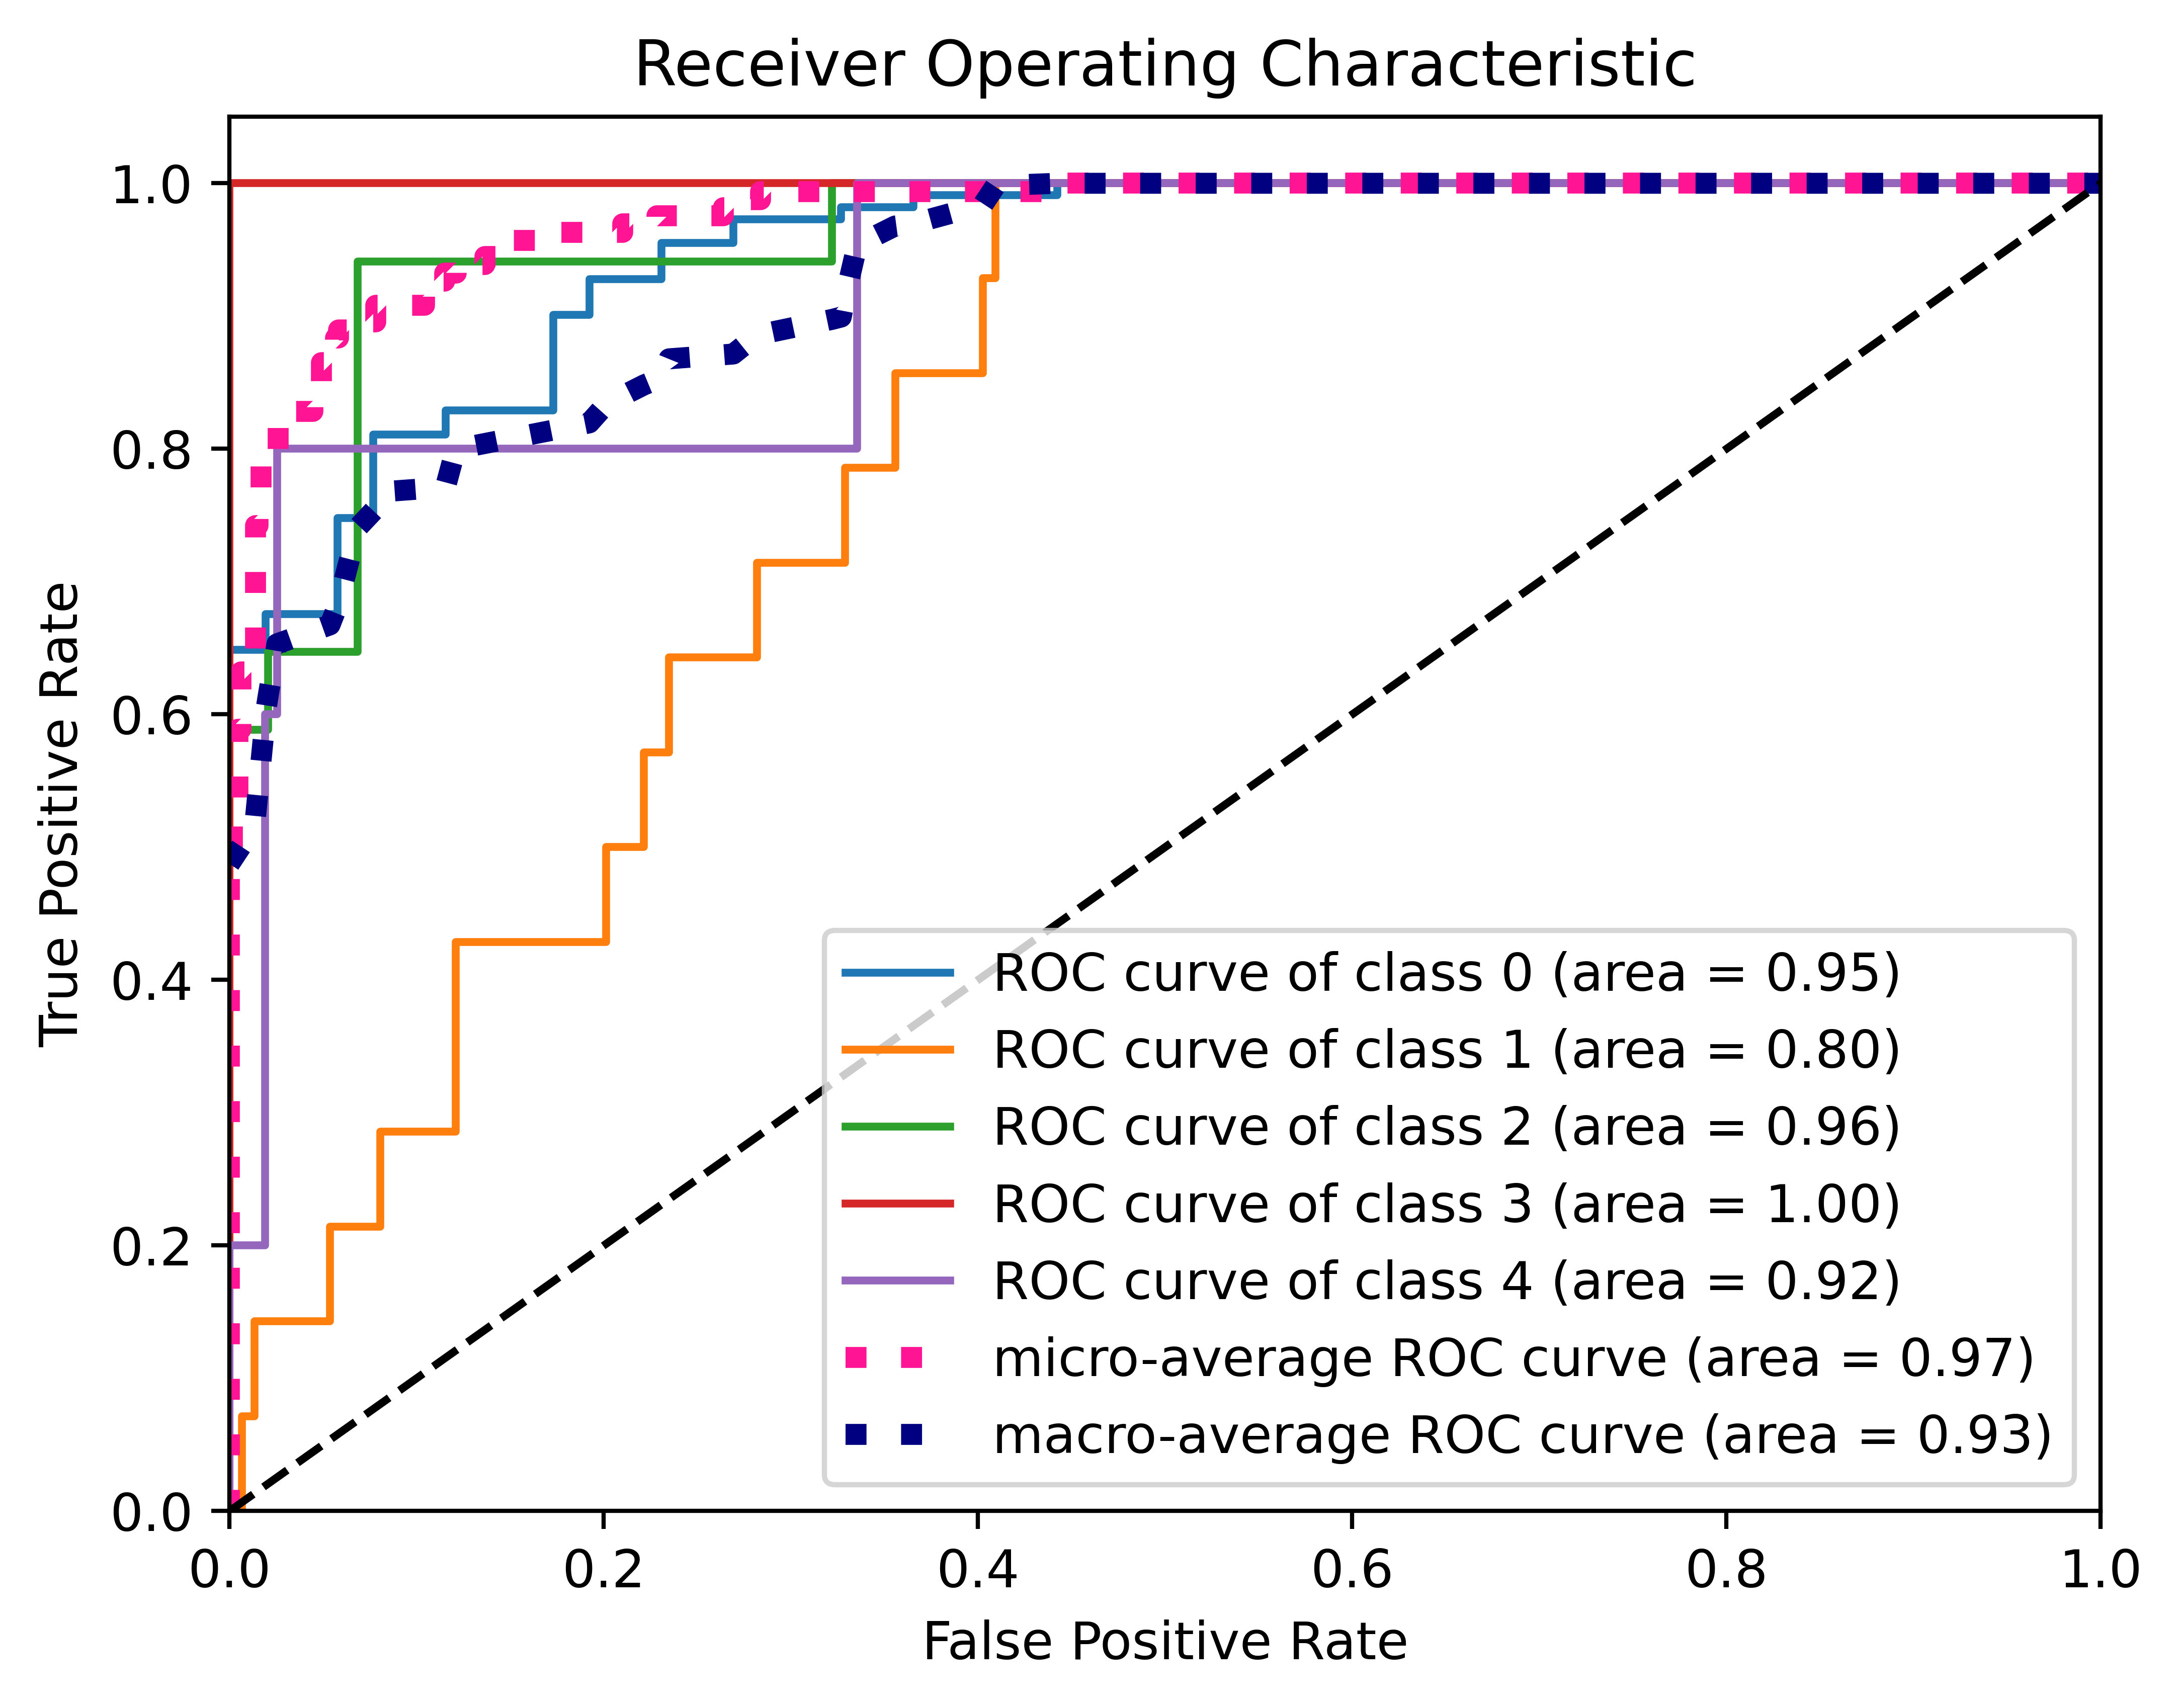 Receiver Operating Characteristic
True Positive Rate
1.0
0.8
0.6
0.4
0.2
0.0
0.0 0.2 0.4 0.6 0.8 1.0
False Positive Rate
ROC curve of class 0 (area = 0.95)
ROC curve of class 1 (area = 0.80)
ROC curve of class 2 (area = 0.96)
ROC curve of class 3 (area = 1.00)
ROC curve of class 4 (area = 0.92)
micro-average ROC curve (area = 0.97)
macro-average ROC curve (area = 0.93)